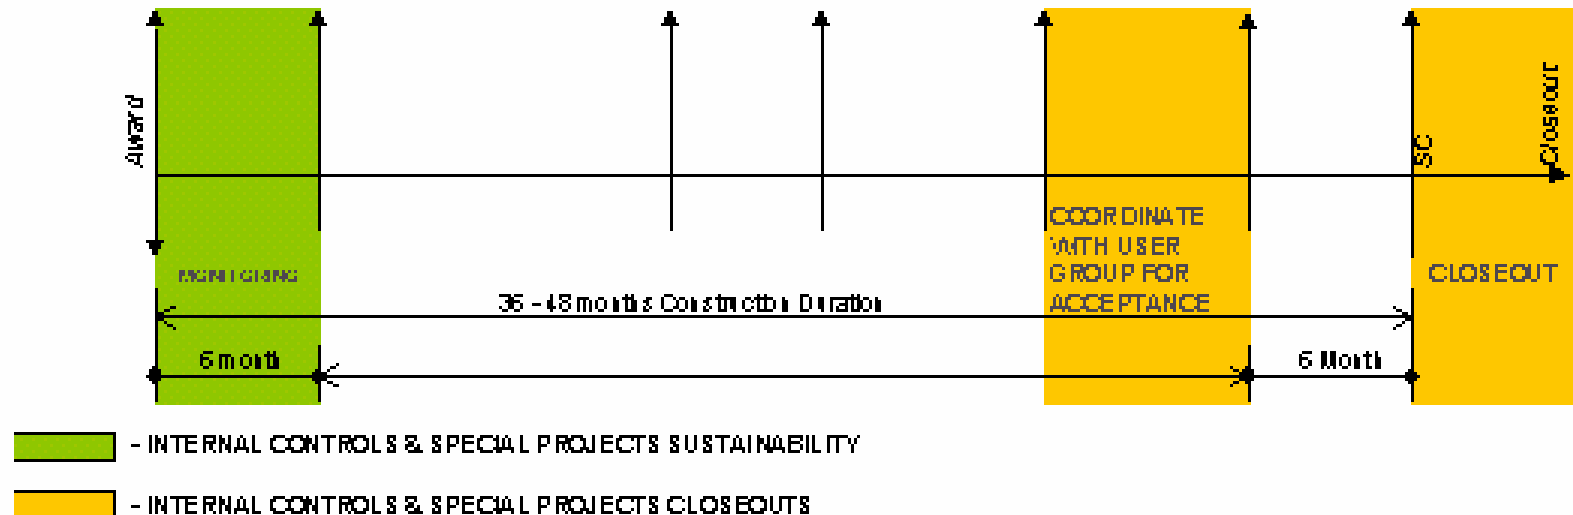 Award
SC
Closeout
MONITORING
COORDINATE
WITH USER
GROUP FOR
ACCEPTANCE
CLOSEOUT
36 - 48 months Construction Duration
6 month
6 Month
- INTERNAL CONTROLS & SPECIAL PROJECTS SUSTAINABILITY
- INTERNAL CONTROLS & SPECIAL PROJECTS CLOSEOUTS